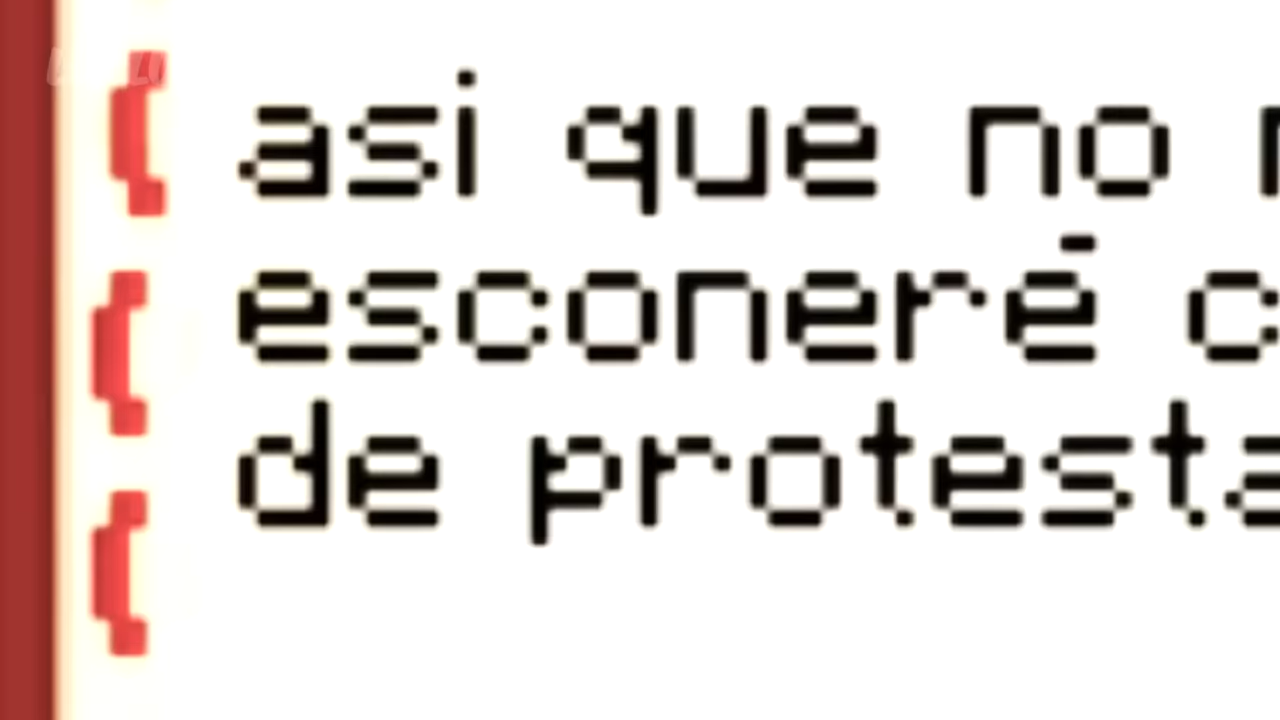 asi que no
esconeré
de protesta